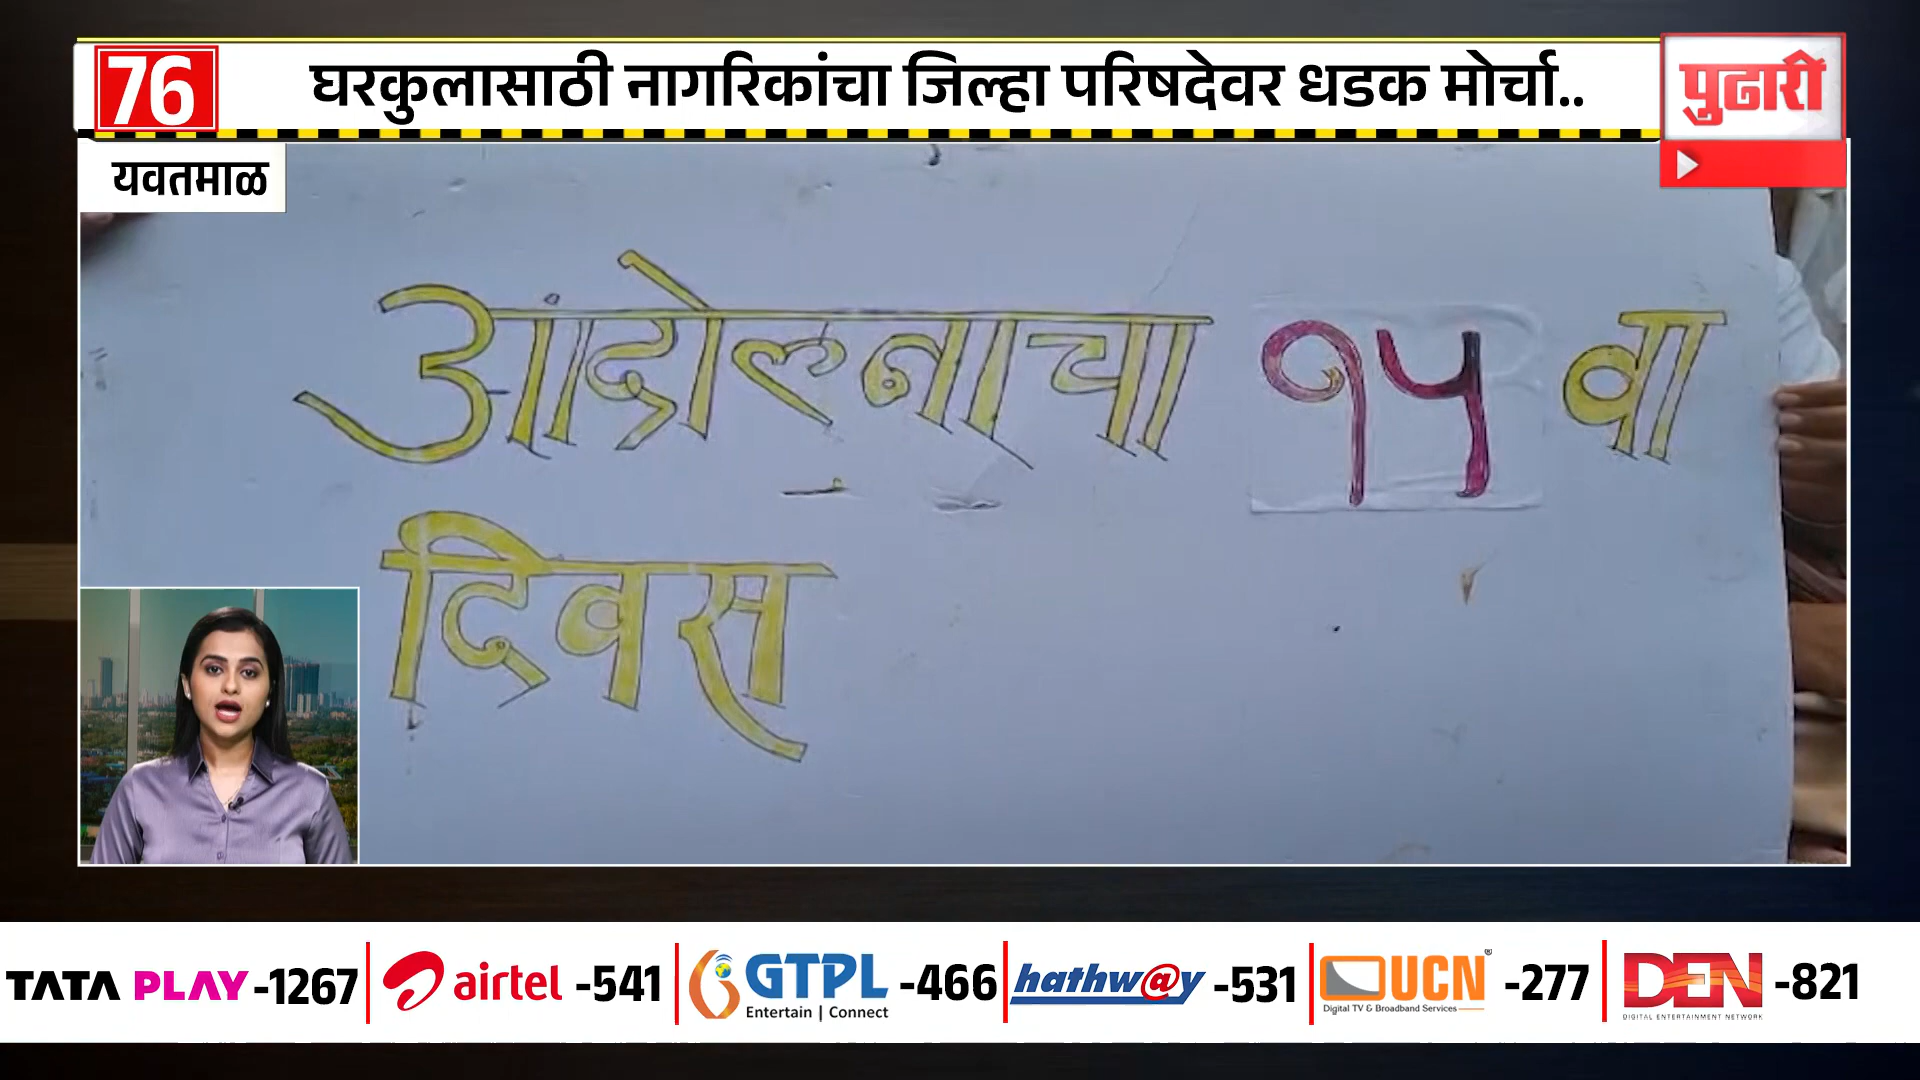 76
घरकुलासाठी नागरिकांचा जिल्हा परिषदेवर धडक मोर्चा..
पुढारी
यवतमाळ
आंदोलनाचा १५ वा
दिवस
TATA PLAY -1267
airtel -541
GTPL -466
Entertain | Connect
hathw@y -531
UCN® -277
Digital TV & Broadband Services
DEN -821
DIGITAL ENTERTAINMENT NETWORK